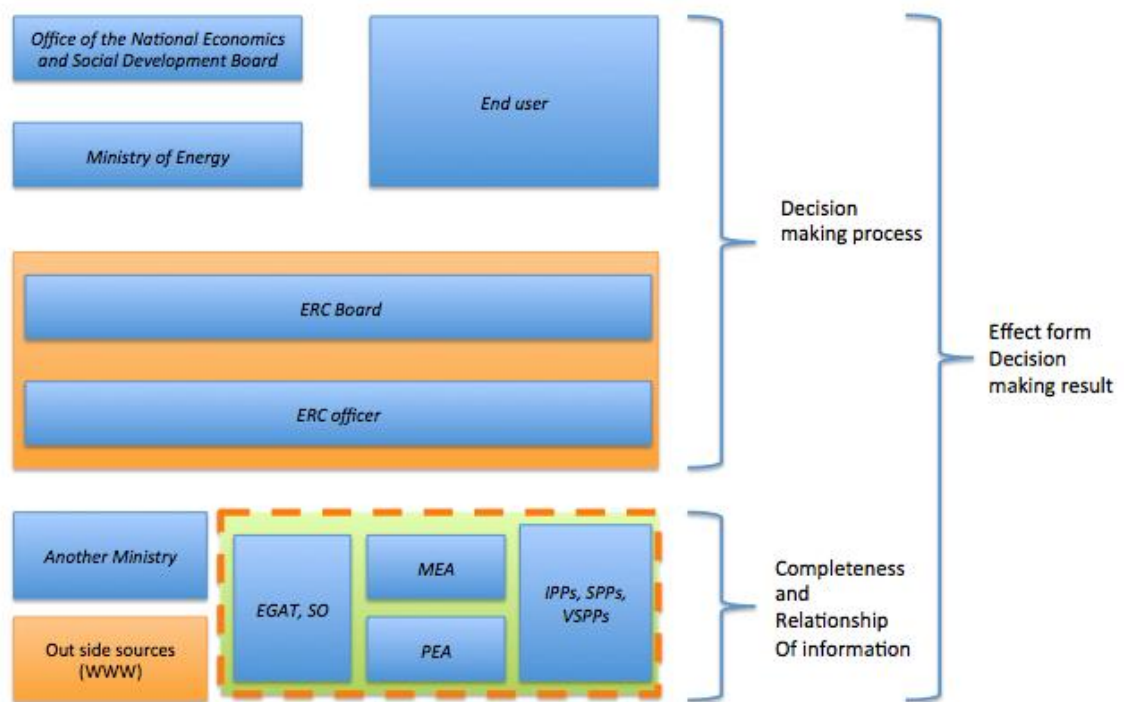 Office of the National Economics
and Social Development Board
End user
Ministry of Energy
Decision
making process
ERC Board
ERC officer
Effect form
Decision
making result
Another Ministry
EGAT, SO
MEA
PEA
IPPs, SPPs,
VSPPs
Out side sources
(WWW)
Completeness
and
Relationship
Of information